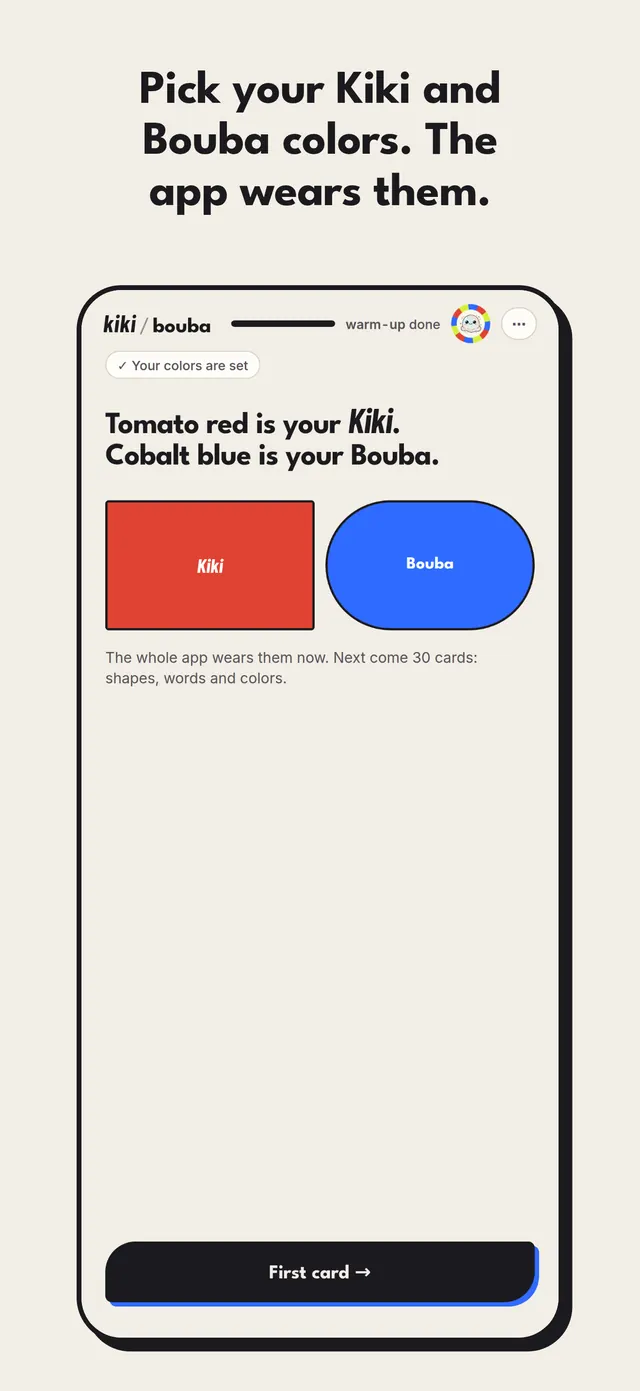 Pick your Kiki and
Bouba colors. The
app wears them.
kiki / bouba
warm-up done
✓ Your colors are set
Tomato red is your Kiki.
Cobalt blue is your Bouba.
Kiki
Bouba
The whole app wears them now. Next come 30 cards:
shapes, words and colors.
First card →